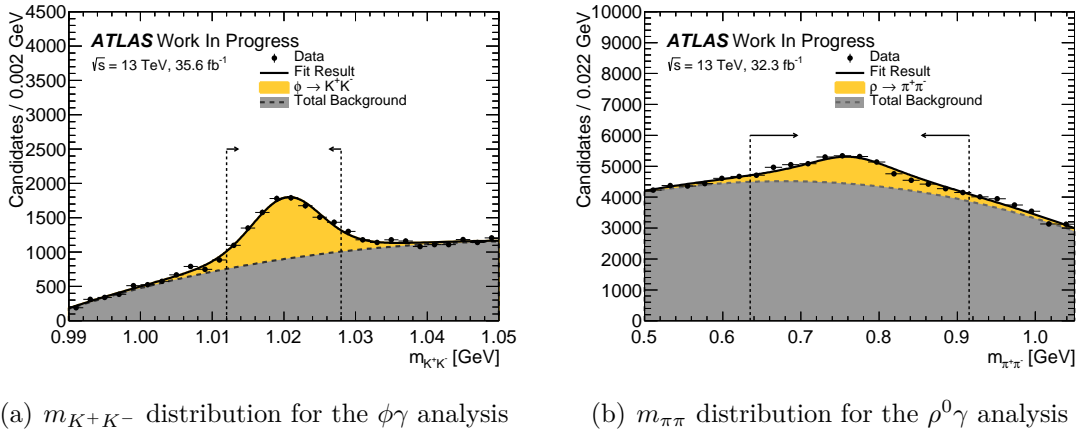 Candidates / 0.002 GeV
4500
4000
3500
3000
2500
2000
1500
1000
500
0
ATLAS Work In Progress
√s = 13 TeV, 35.6 fb⁻¹
Data
Fit Result
ϕ → K⁺K⁻
Total Background
0.99 1.00 1.01 1.02 1.03 1.04 1.05
m_{K⁺K⁻} [GeV]
(a) m_{K⁺K⁻} distribution for the ϕγ analysis
Candidates / 0.022 GeV
10000
9000
8000
7000
6000
5000
4000
3000
2000
1000
0
ATLAS Work In Progress
√s = 13 TeV, 32.3 fb⁻¹
Data
Fit Result
ρ → π⁺π⁻
Total Background
0.5 0.6 0.7 0.8 0.9 1.0
m_{π⁺π⁻} [GeV]
(b) m_{ππ} distribution for the ρ⁰γ analysis